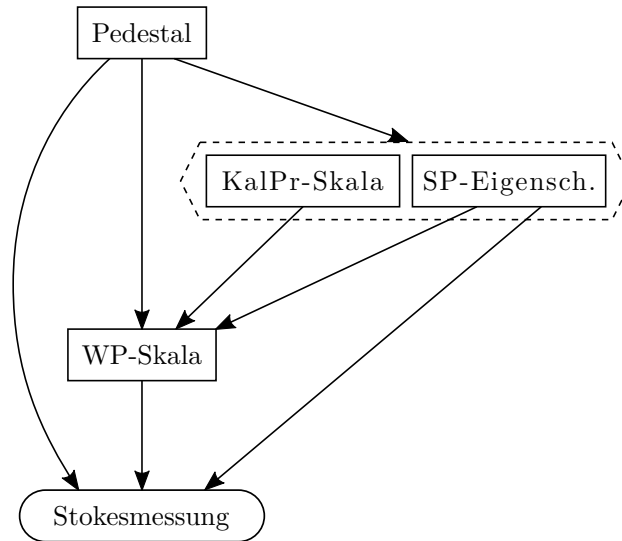 Pedestal
KalPr-Skala
SP-Eigensch.
WP-Skala
Stokesmessung